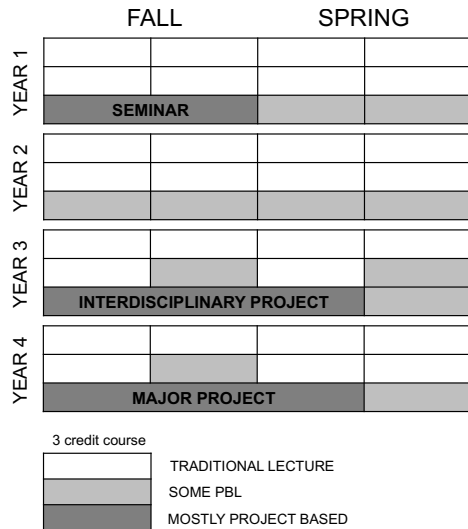 FALL SPRING
YEAR 1
SEMINAR
YEAR 2
YEAR 3
INTERDISCIPLINARY PROJECT
YEAR 4
MAJOR PROJECT
3 credit course
TRADITIONAL LECTURE
SOME PBL
MOSTLY PROJECT BASED